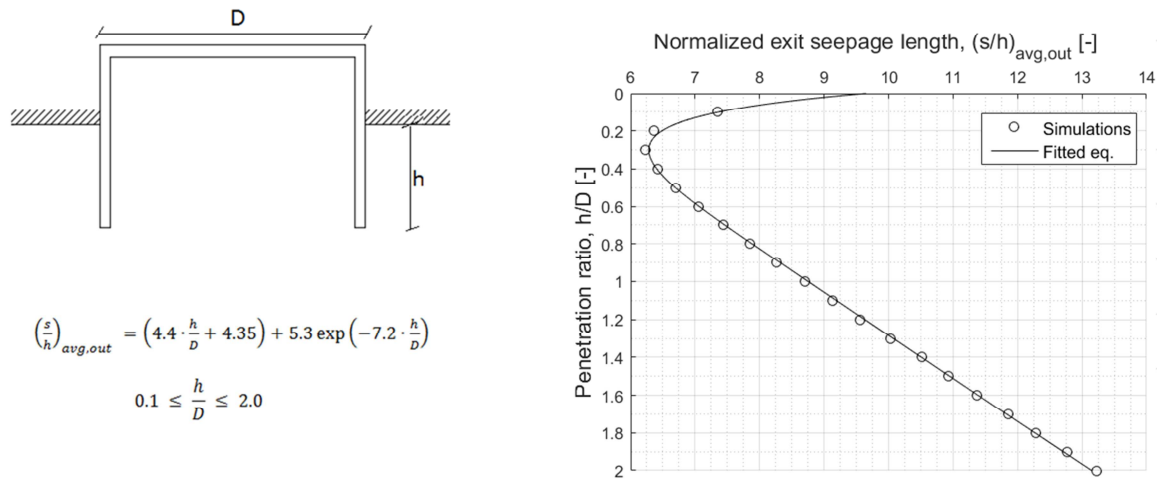 D
h
(s/h)avg,out = (4.4 · h/D + 4.35) + 5.3 exp(−7.2 · h/D)
0.1 ≤ h/D ≤ 2.0
Normalized exit seepage length, (s/h)avg,out [-]
6 7 8 9 10 11 12 13 14
Penetration ratio, h/D [-]
0
0.2
0.4
0.6
0.8
1
1.2
1.4
1.6
1.8
2
Simulations
Fitted eq.